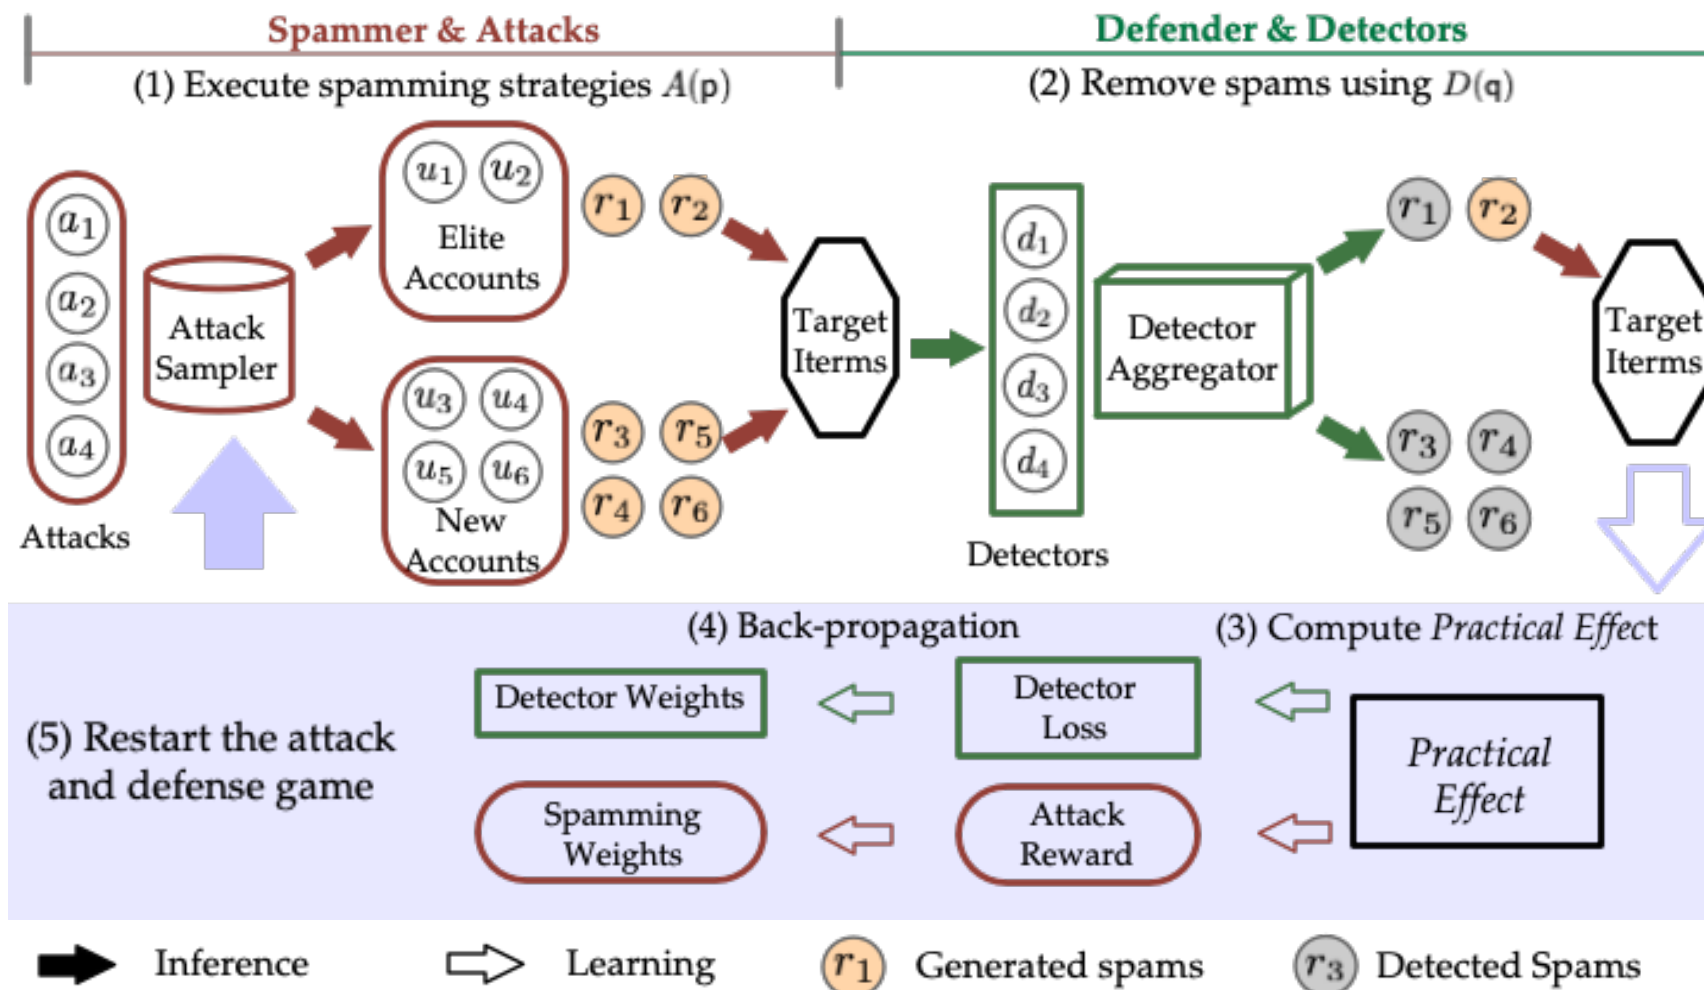 Spammer & Attacks
Defender & Detectors
(1) Execute spamming strategies A(p)
(2) Remove spams using D(q)
a1
a2
a3
a4
Attacks
Attack
Sampler
u1 u2
Elite
Accounts
r1 r2
u3 u4
u5 u6
New
Accounts
r3 r5
r4 r6
Target
Iterms
d1
d2
d3
d4
Detectors
Detector
Aggregator
r1 r2
r3 r4
r5 r6
Target
Iterms
(4) Back-propagation
(3) Compute Practical Effect
(5) Restart the attack
and defense game
Detector Weights
Detector
Loss
Practical
Effect
Spamming
Weights
Attack
Reward
Inference
Learning
r1 Generated spams
r3 Detected Spams